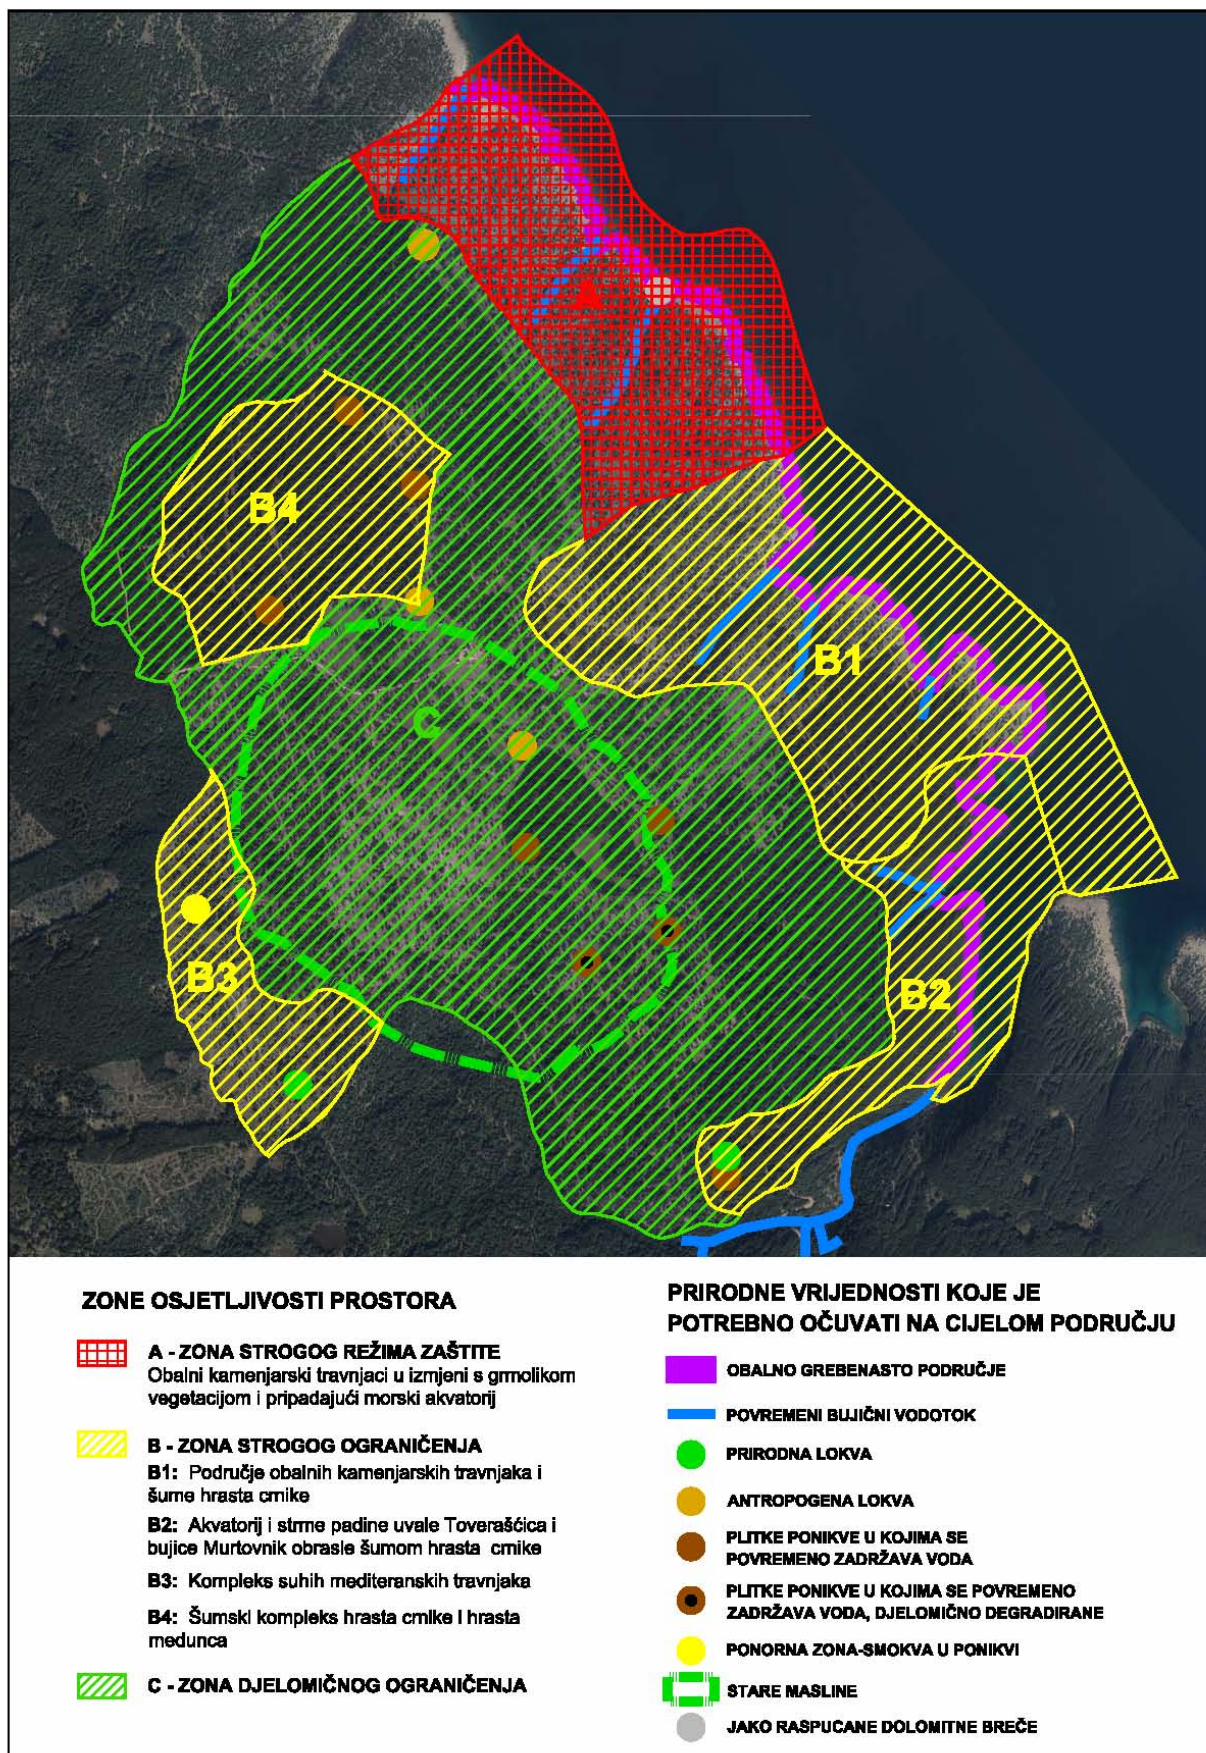 A
B4
B1
C
B3
B2
ZONE OSJETLJIVOSTI PROSTORA
A - ZONA STROGOG REŽIMA ZAŠTITE
Obalni kamenjarski travnjaci u izmjeni s grmolikom
vegetacijom i pripadajući morski akvatorij
B - ZONA STROGOG OGRANIČENJA
B1: Područje obalnih kamenjarskih travnjaka i
šume hrasta crnike
B2: Akvatorij i strme padine uvale Toverašćica i
bujice Murtovnik obrasle šumom hrasta crnike
B3: Kompleks suhih mediteranskih travnjaka
B4: Šumski kompleks hrasta crnike i hrasta
medunca
C - ZONA DJELOMIČNOG OGRANIČENJA
PRIRODNE VRIJEDNOSTI KOJE JE
POTREBNO OČUVATI NA CIJELOM PODRUČJU
OBALNO GREBENASTO PODRUČJE
POVREMENI BUJIČNI VODOTOK
PRIRODNA LOKVA
ANTROPOGENA LOKVA
PLITKE PONIKVE U KOJIMA SE
POVREMENO ZADRŽAVA VODA
PLITKE PONIKVE U KOJIMA SE POVREMENO
ZADRŽAVA VODA, DJELOMIČNO DEGRADIRANE
PONORNA ZONA-SMOKVA U PONIKVI
STARE MASLINE
JAKO RASPUCANE DOLOMITNE BREČE